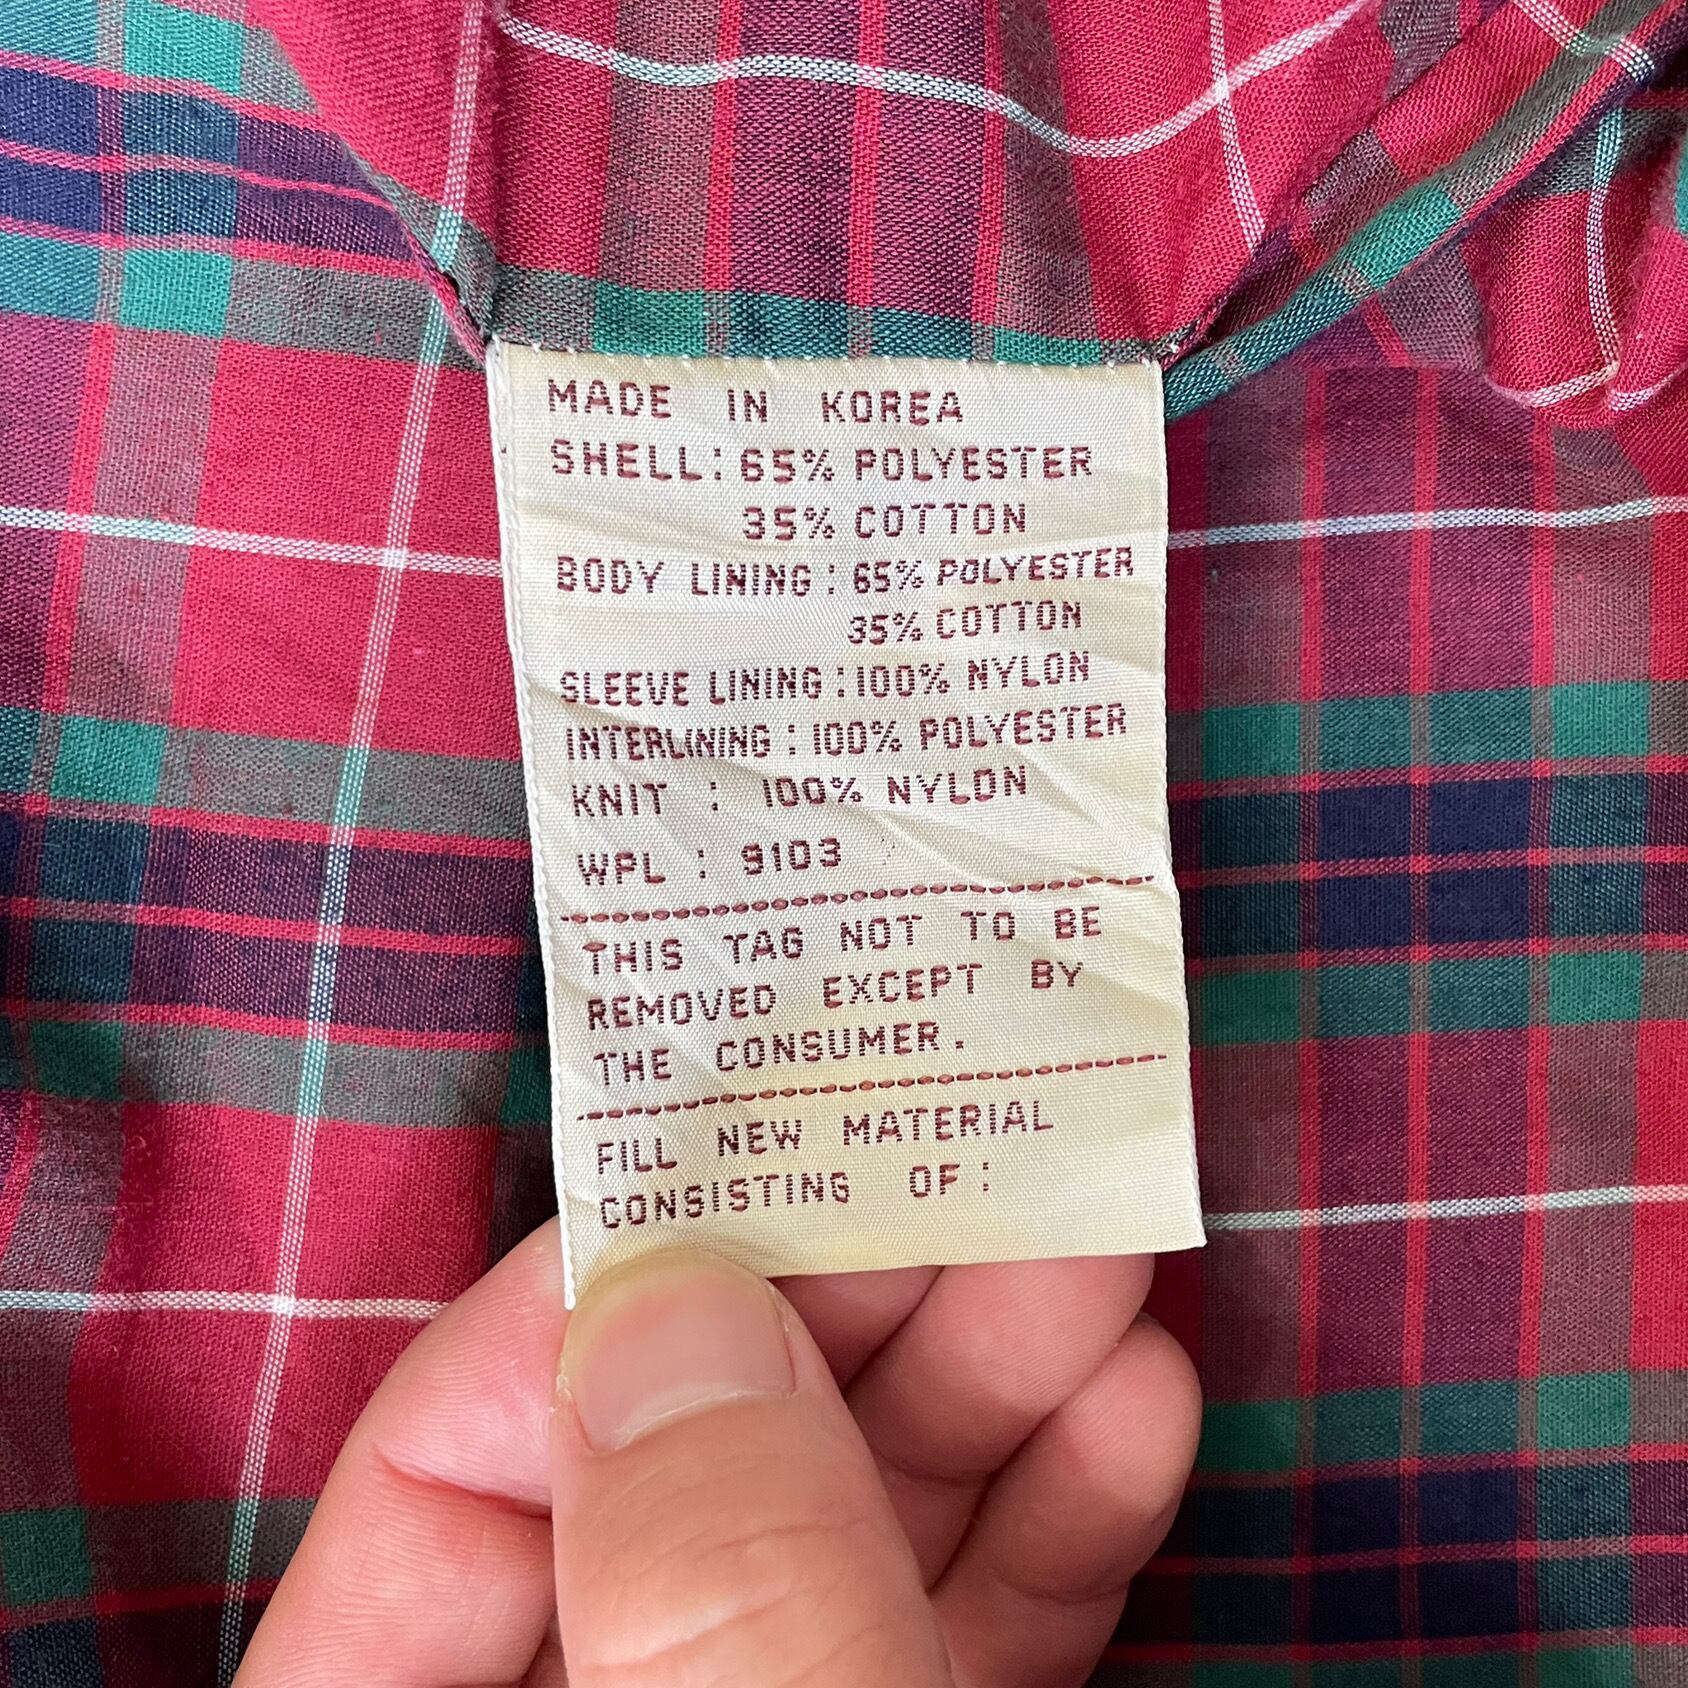 MADE IN KOREA
SHELL: 65% POLYESTER
35% COTTON
BODY LINING: 65% POLYESTER
35% COTTON
SLEEVE LINING: 100% NYLON
INTERLINING: 100% POLYESTER
KNIT : 100% NYLON
WPL : 9103
THIS TAG NOT TO BE
REMOVED EXCEPT BY
THE CONSUMER.
FILL NEW MATERIAL
CONSISTING OF: